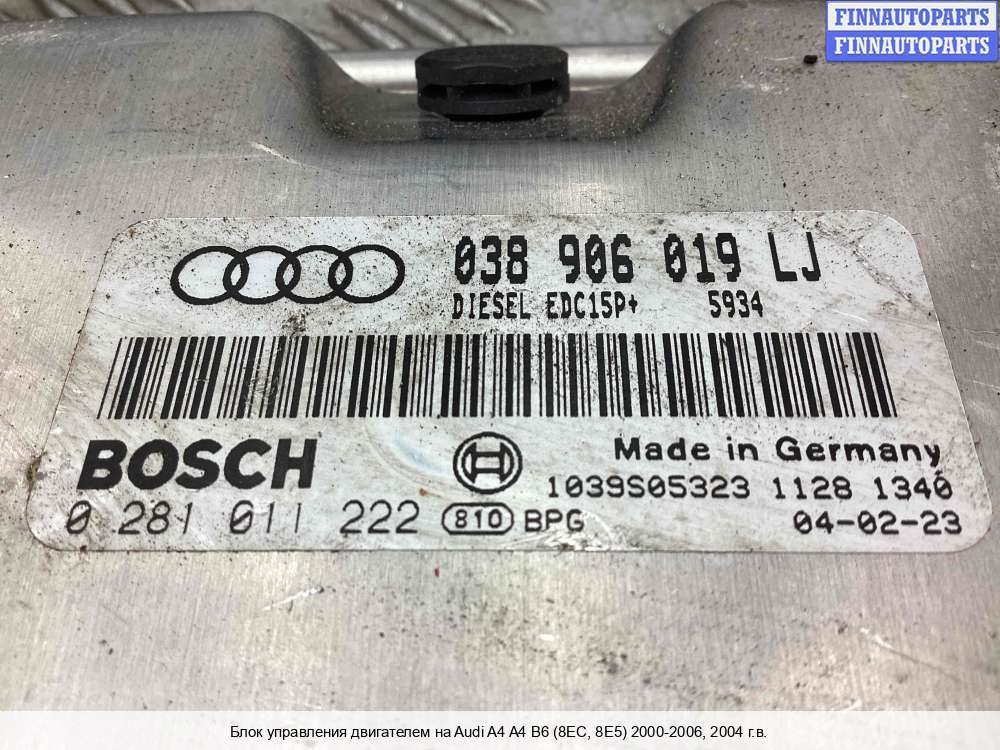 FINNAUTOPARTS
FINNAUTOPARTS
038 906 019 LJ
DIESEL EDC15P+ 5934
BOSCH
Made in Germany
1039S05323 1128 1340
0 281 011 222 810 BPG 04-02-23
Блок управления двигателем на Audi A4 A4 B6 (8EC, 8E5) 2000-2006, 2004 г.в.